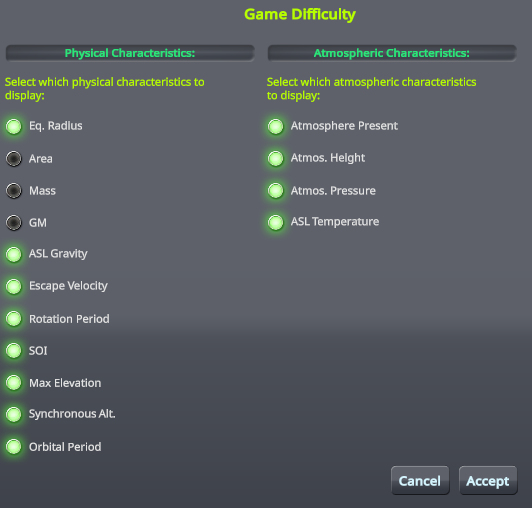 Game Difficulty
Physical Characteristics:
Select which physical characteristics to
display:
Eq. Radius
Area
Mass
GM
ASL Gravity
Escape Velocity
Rotation Period
SOI
Max Elevation
Synchronous Alt.
Orbital Period
Atmospheric Characteristics:
Select which atmospheric characteristics
to display:
Atmosphere Present
Atmos. Height
Atmos. Pressure
ASL Temperature
Cancel
Accept